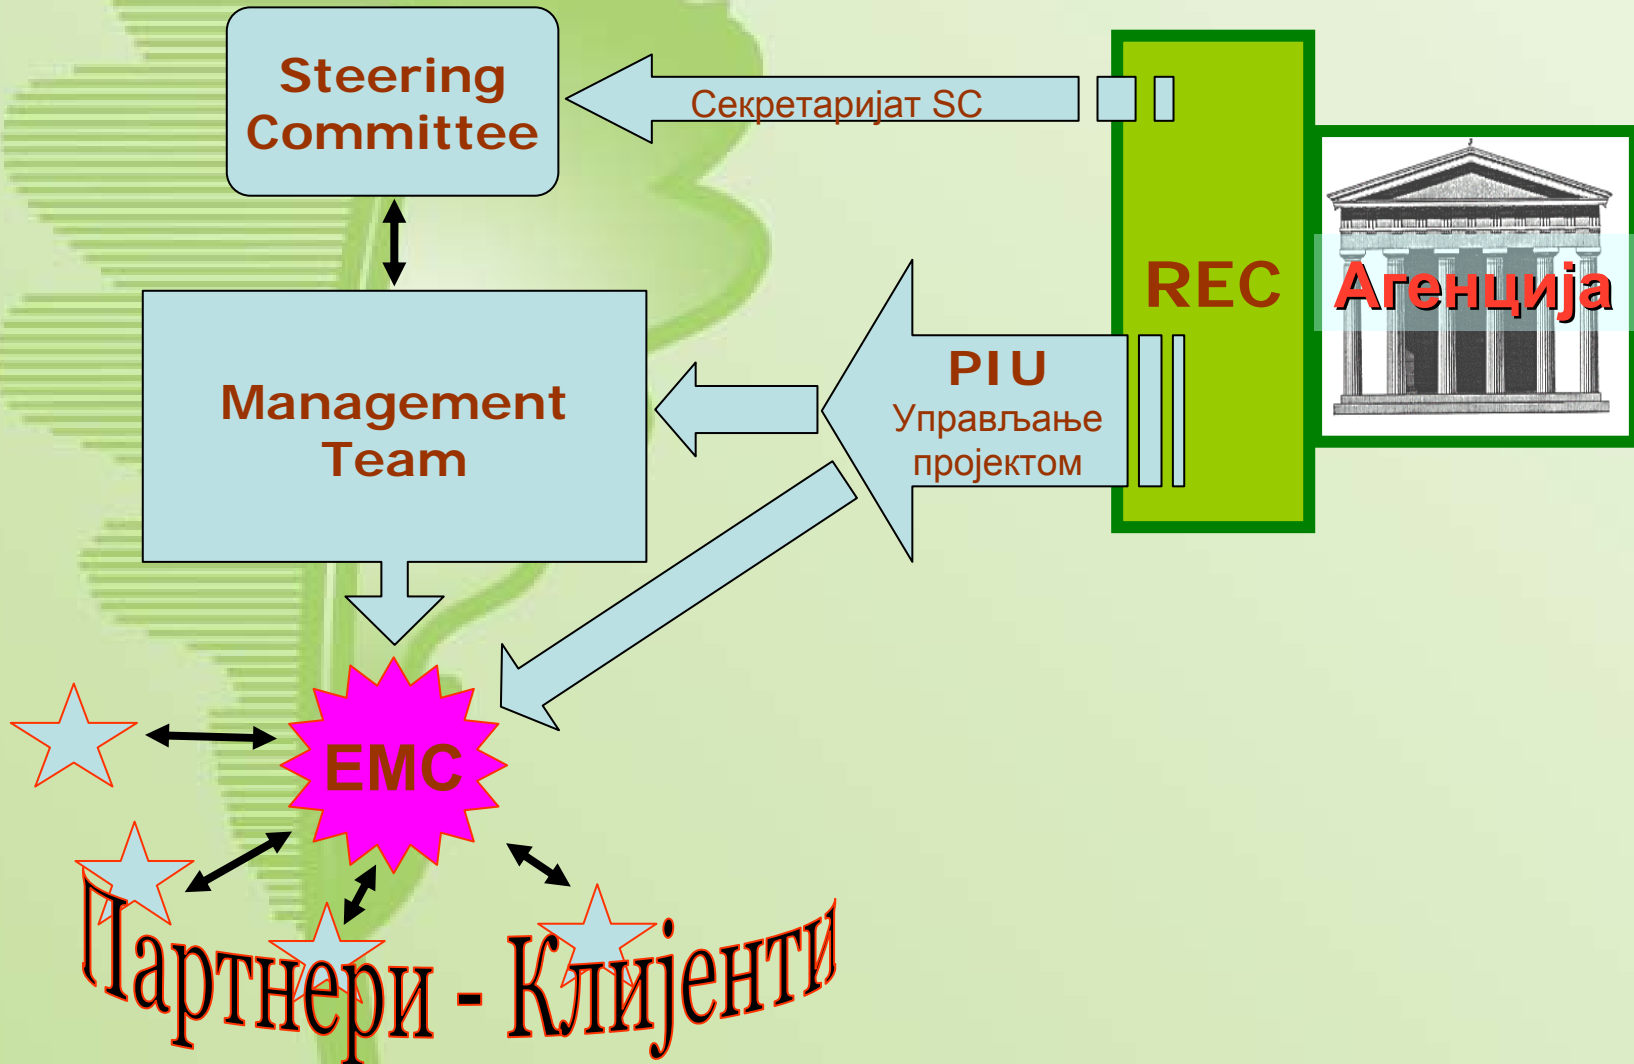 Steering
Committee
Секретаријат SC
REC
Агенција
PIU
Управљање
пројектом
Management
Team
EMC
Партнери - Клијенти